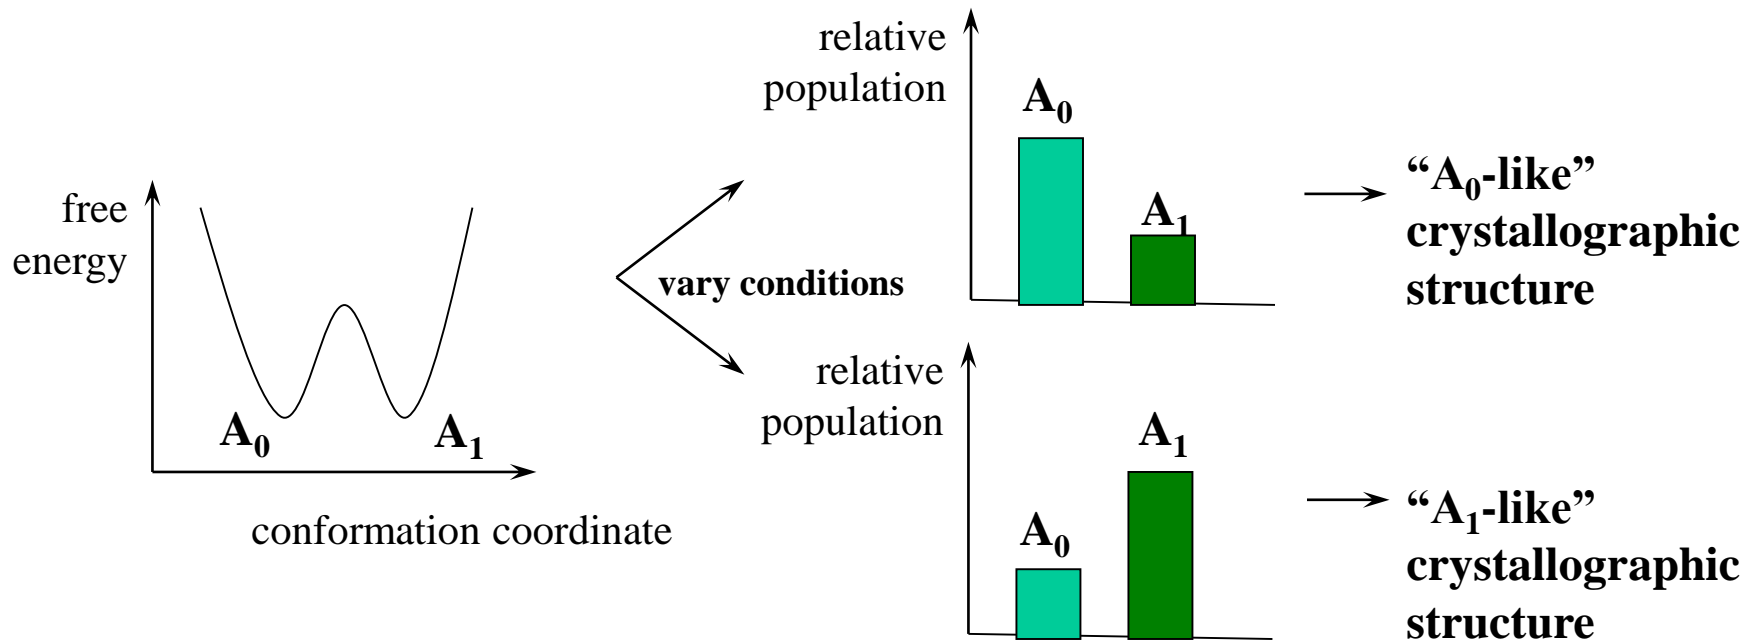 free
energy
A₀
A₁
conformation coordinate
vary conditions
relative
population
A₀
A₁
“A₀-like”
crystallographic
structure
relative
population
A₀
A₁
“A₁-like”
crystallographic
structure